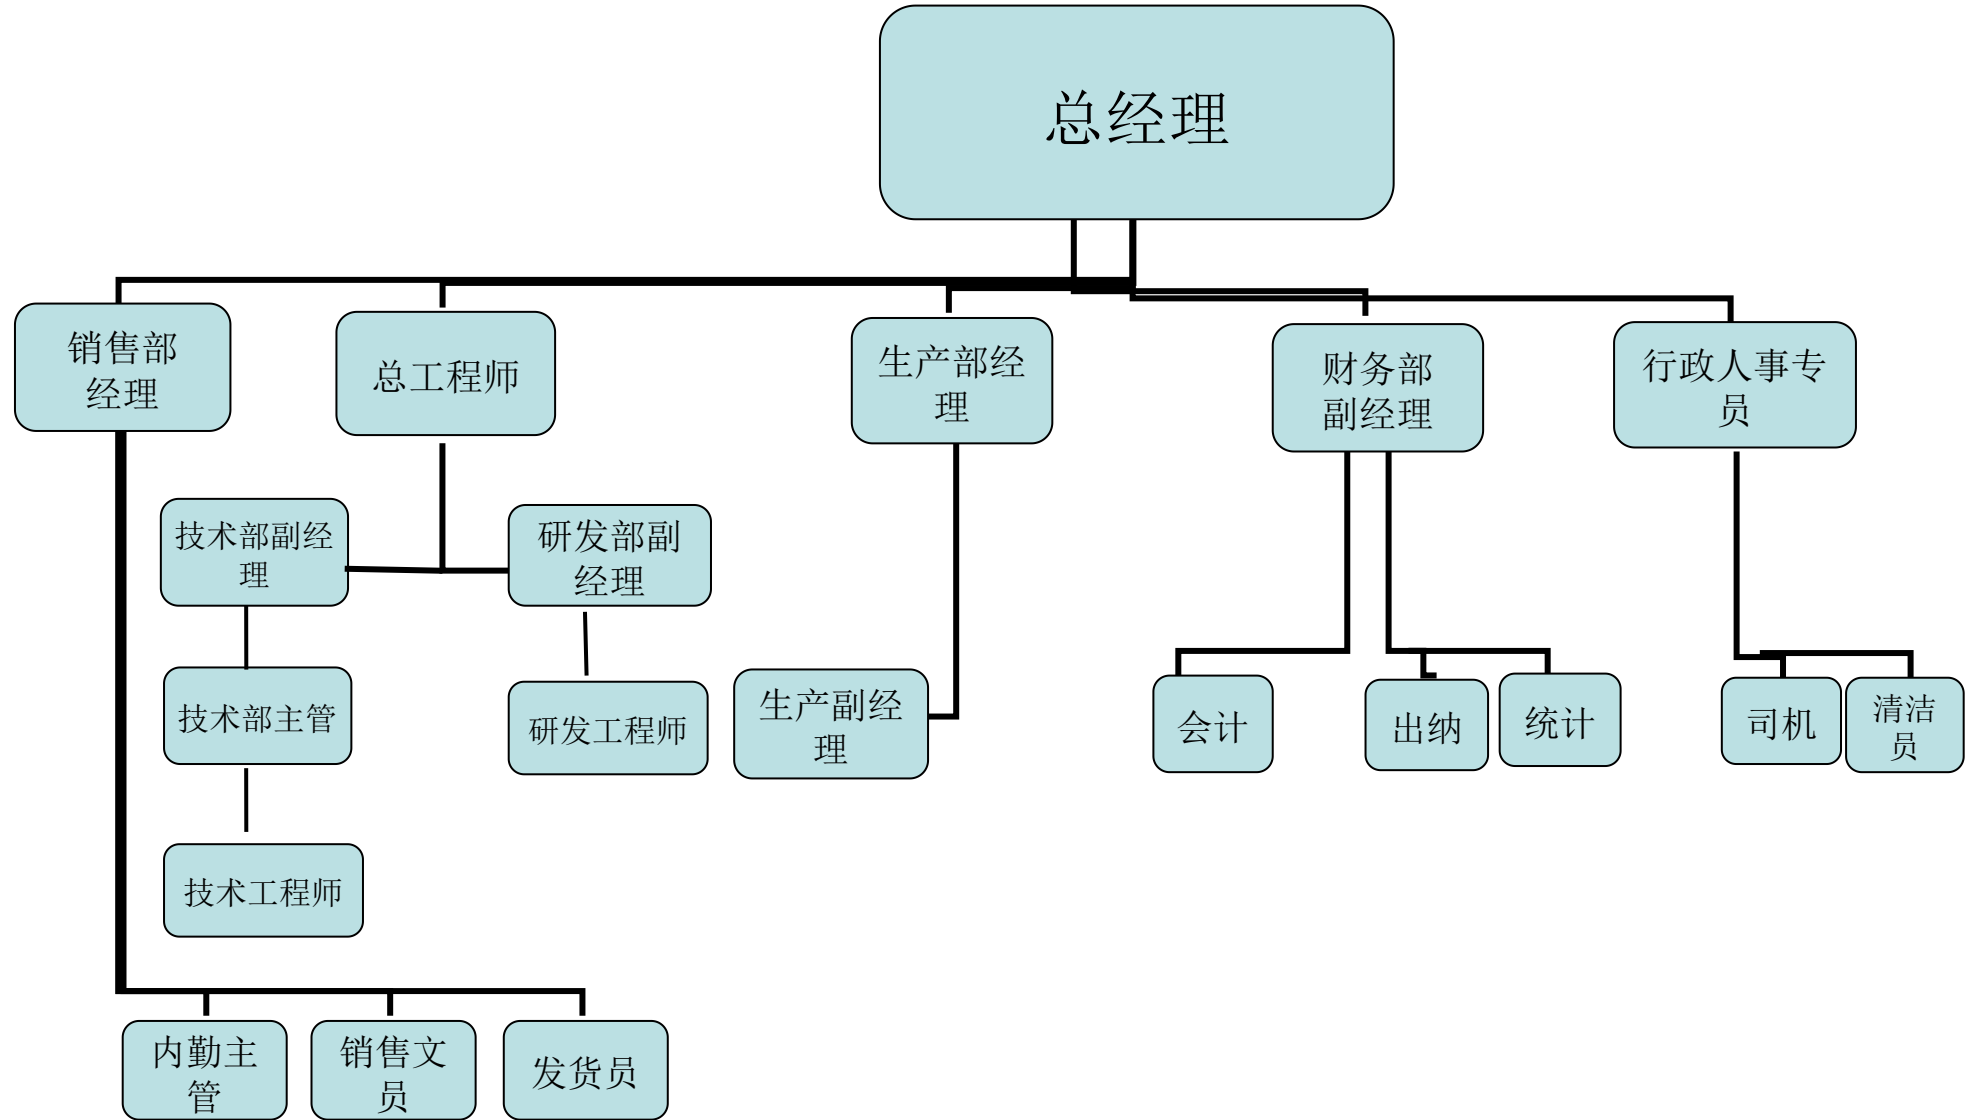 总经理
销售部
经理
总工程师
生产部经
理
财务部
副经理
行政人事专
员
技术部副经
理
研发部副
经理
技术部主管
研发工程师
生产副经
理
会计
出纳
统计
司机
清洁
员
技术工程师
内勤主
管
销售文
员
发货员